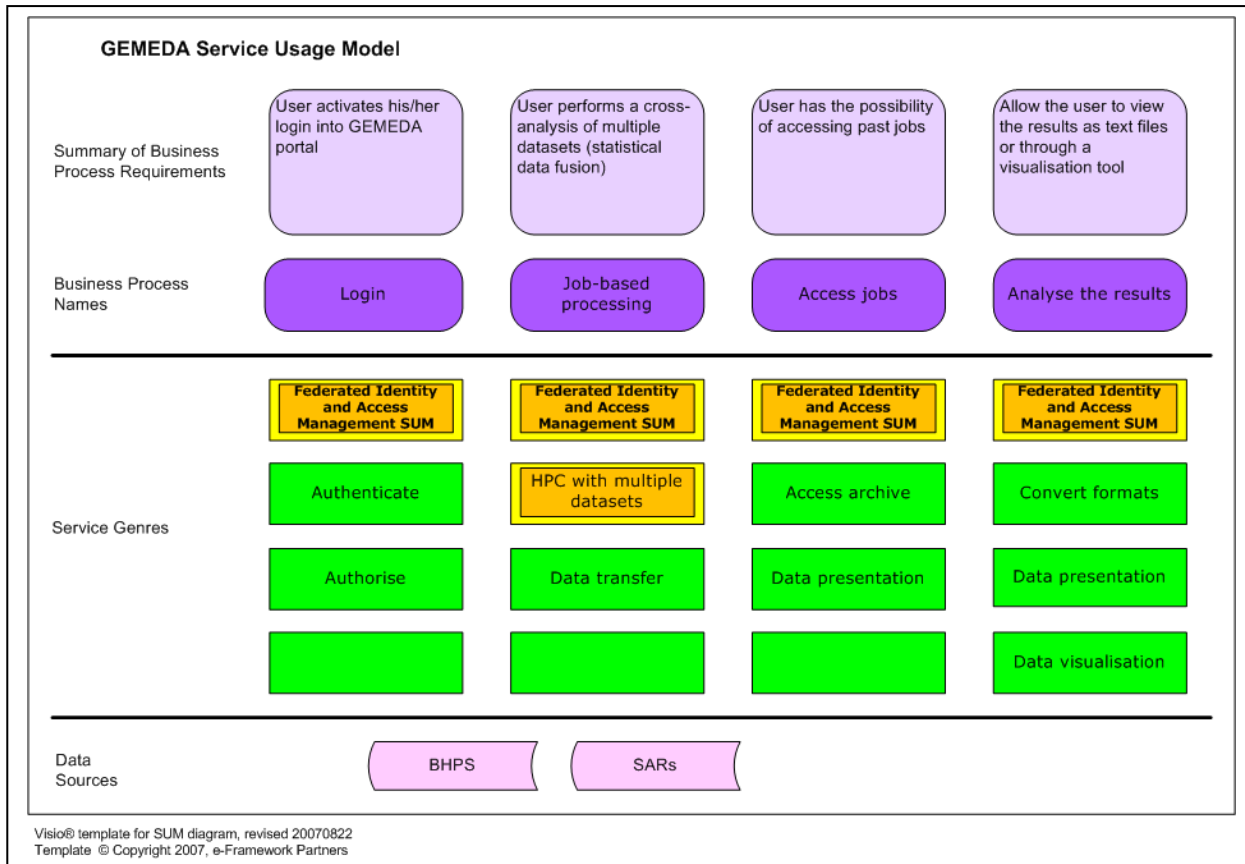 GEMEDA Service Usage Model
Summary of Business
Process Requirements
User activates his/her
login into GEMEDA
portal
User performs a cross-
analysis of multiple
datasets (statistical
data fusion)
User has the possibility
of accessing past jobs
Allow the user to view
the results as text files
or through a
visualisation tool
Business Process
Names
Login
Job-based
processing
Access jobs
Analyse the results
Service Genres
Federated Identity
and Access
Management SUM
Federated Identity
and Access
Management SUM
Federated Identity
and Access
Management SUM
Federated Identity
and Access
Management SUM
Authenticate
HPC with multiple
datasets
Access archive
Convert formats
Authorise
Data transfer
Data presentation
Data presentation
Data visualisation
Data
Sources
BHPS
SARs
Visio® template for SUM diagram, revised 20070822
Template © Copyright 2007, e-Framework Partners